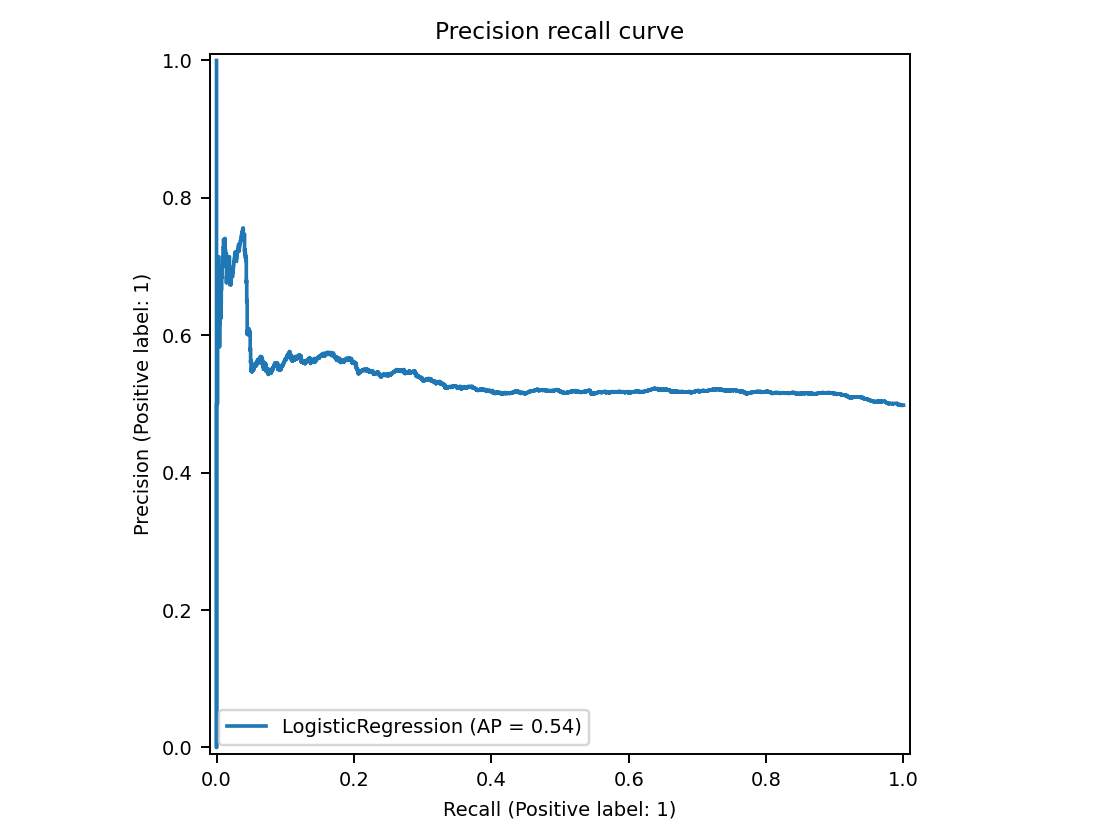 Precision recall curve
1.0
0.8
0.6
0.4
0.2
0.0
Precision (Positive label: 1)
LogisticRegression (AP = 0.54)
0.0 0.2 0.4 0.6 0.8 1.0
Recall (Positive label: 1)